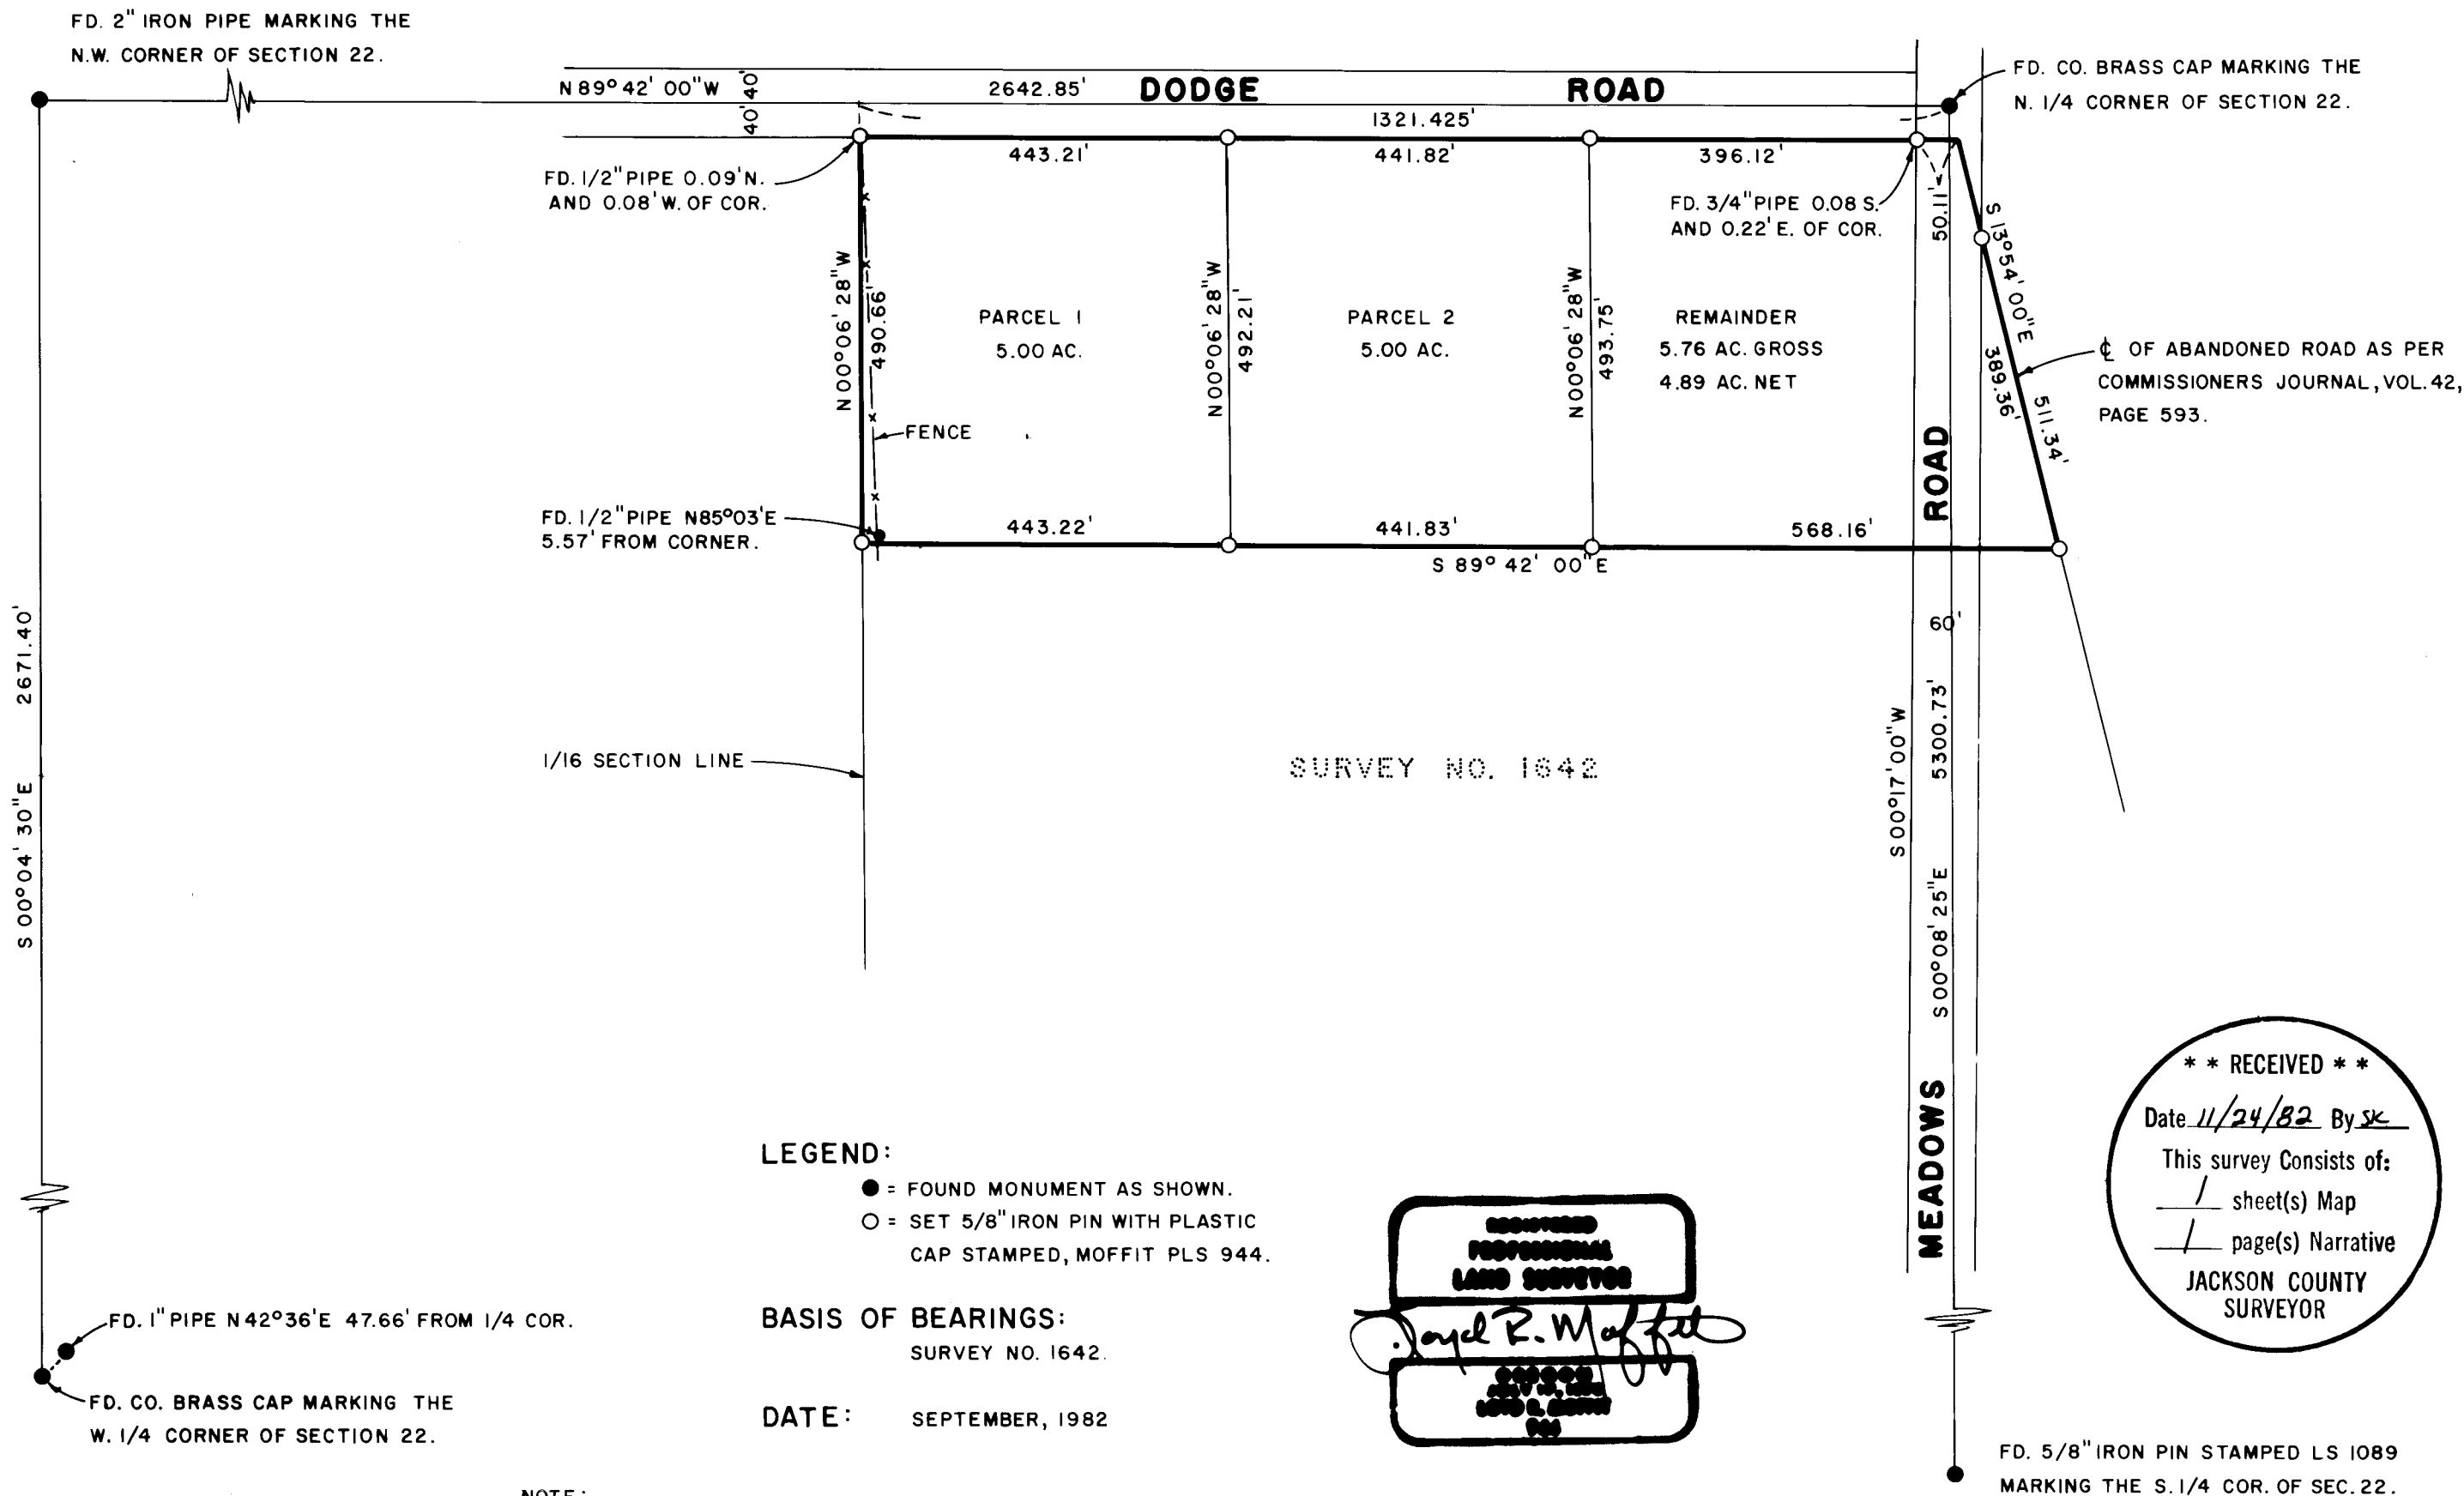 FD. 2" IRON PIPE MARKING THE
N.W. CORNER OF SECTION 22.
N 89° 42' 00" W
40' 40'
2642.85'
DODGE ROAD
1321.425'
FD. CO. BRASS CAP MARKING THE
N. 1/4 CORNER OF SECTION 22.
443.21'
441.82'
396.12'
FD. 1/2" PIPE 0.09' N.
AND 0.08' W. OF COR.
FD. 3/4" PIPE 0.08 S.
AND 0.22' E. OF COR.
50.11'
S 13° 54' 00" E
389.36'
511.34'
N 00° 06' 28" W
490.66'
PARCEL 1
5.00 AC.
N 00° 06' 28" W
492.21'
PARCEL 2
5.00 AC.
N 00° 06' 28" W
493.75'
REMAINDER
5.76 AC. GROSS
4.89 AC. NET
℄ OF ABANDONED ROAD AS PER
COMMISSIONERS JOURNAL, VOL. 42,
PAGE 593.
FENCE
FD. 1/2" PIPE N85°03'E
5.57' FROM CORNER.
443.22'
441.83'
568.16'
S 89° 42' 00" E
S 00° 04' 30" E 2671.40'
1/16 SECTION LINE
SURVEY NO. 1642
60'
S 00° 17' 00" W
S 00° 08' 25" E 5300.73'
MEADOWS ROAD
LEGEND:
● = FOUND MONUMENT AS SHOWN.
○ = SET 5/8" IRON PIN WITH PLASTIC
CAP STAMPED, MOFFIT PLS 944.
BASIS OF BEARINGS:
SURVEY NO. 1642.
DATE: SEPTEMBER, 1982
FD. 1" PIPE N 42° 36' E 47.66' FROM 1/4 COR.
FD. CO. BRASS CAP MARKING THE
W. 1/4 CORNER OF SECTION 22.
REGISTERED
PROFESSIONAL
LAND SURVEYOR
Loyd R. Moffitt
OREGON
* * RECEIVED * *
Date 11/24/82 By SK
This survey Consists of:
1 sheet(s) Map
1 page(s) Narrative
JACKSON COUNTY
SURVEYOR
FD. 5/8" IRON PIN STAMPED LS 1089
MARKING THE S. 1/4 COR. OF SEC. 22.
NOTE: